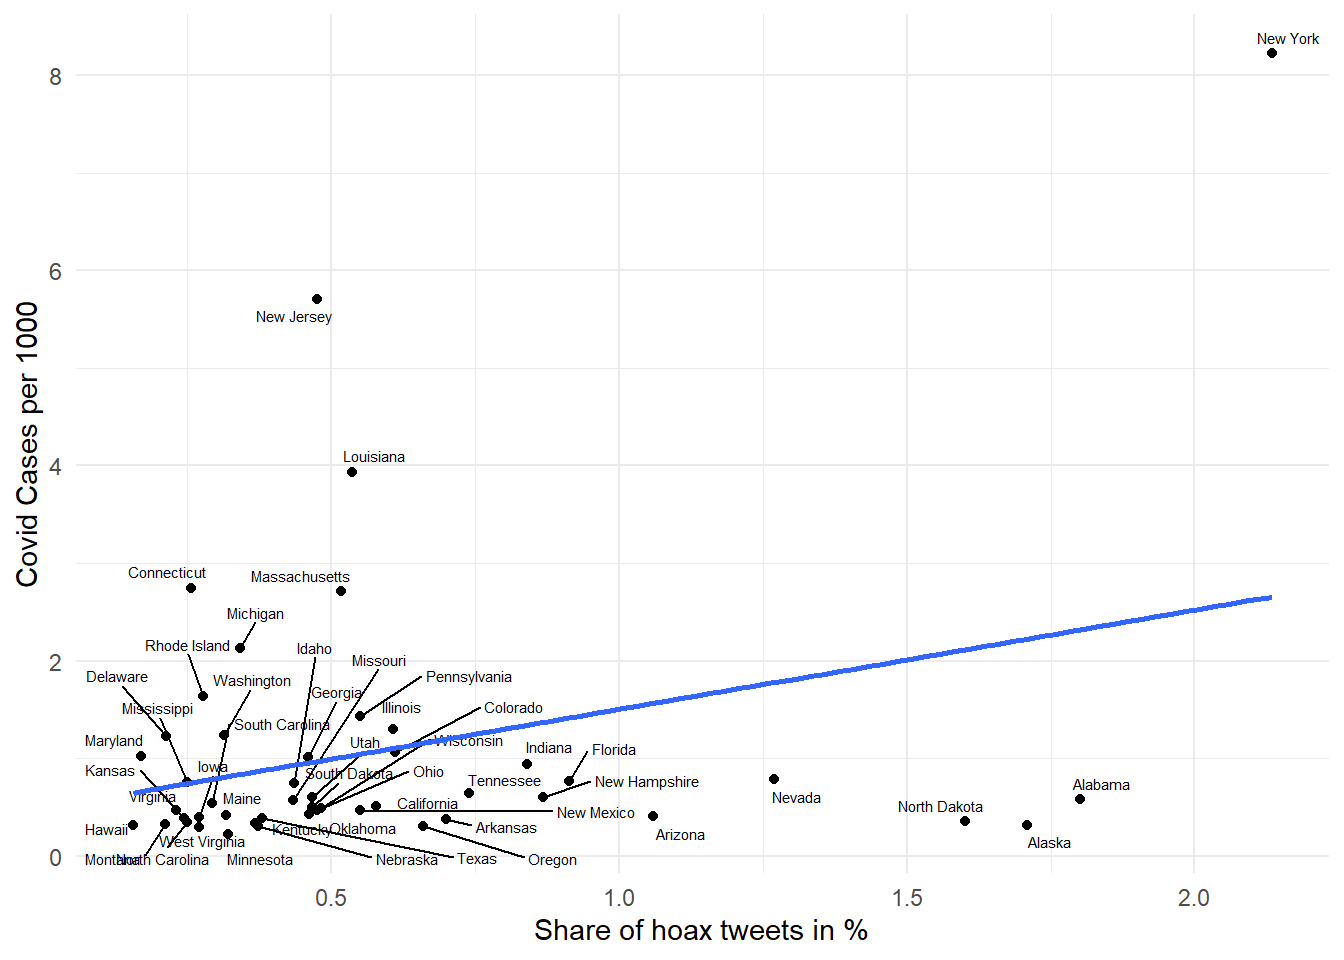 New York
8
6
New Jersey
Louisiana
4
Connecticut
Massachusetts
Michigan
Rhode Island
Idaho
Missouri
2
Delaware
Washington
Pennsylvania
Georgia
Mississippi
Illinois
Colorado
South Carolina
Maryland
Utah
Wisconsin
Indiana
Florida
Kansas
Iowa
South Dakota
Ohio
Tennessee
New Hampshire
Alabama
Virginia
Maine
California
Nevada
New Mexico
North Dakota
Hawaii
Kentucky
Oklahoma
Arkansas
Arizona
West Virginia
Alaska
Montana
North Carolina
Minnesota
Nebraska
Texas
Oregon
0
0.5
1.0
1.5
2.0
Share of hoax tweets in %
Covid Cases per 1000